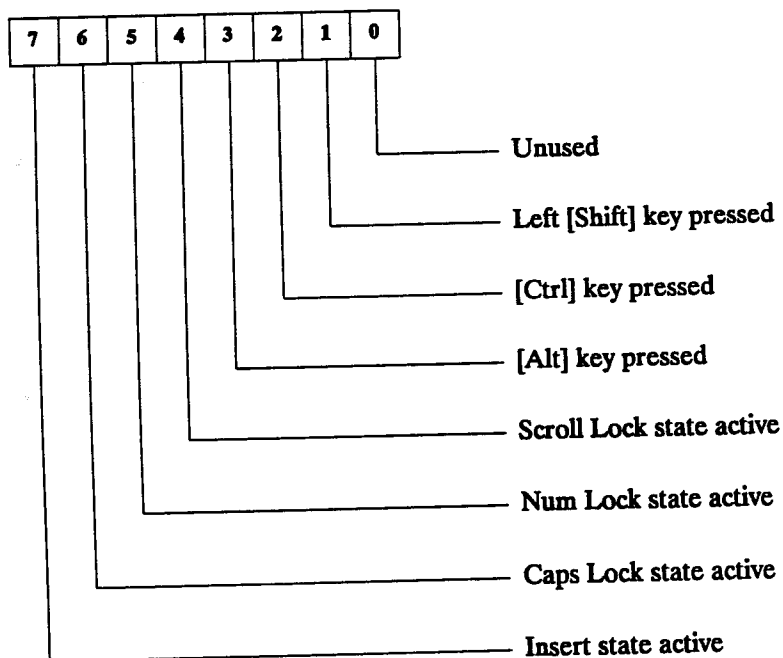 7 6 5 4 3 2 1 0
Unused
Left [Shift] key pressed
[Ctrl] key pressed
[Alt] key pressed
Scroll Lock state active
Num Lock state active
Caps Lock state active
Insert state active